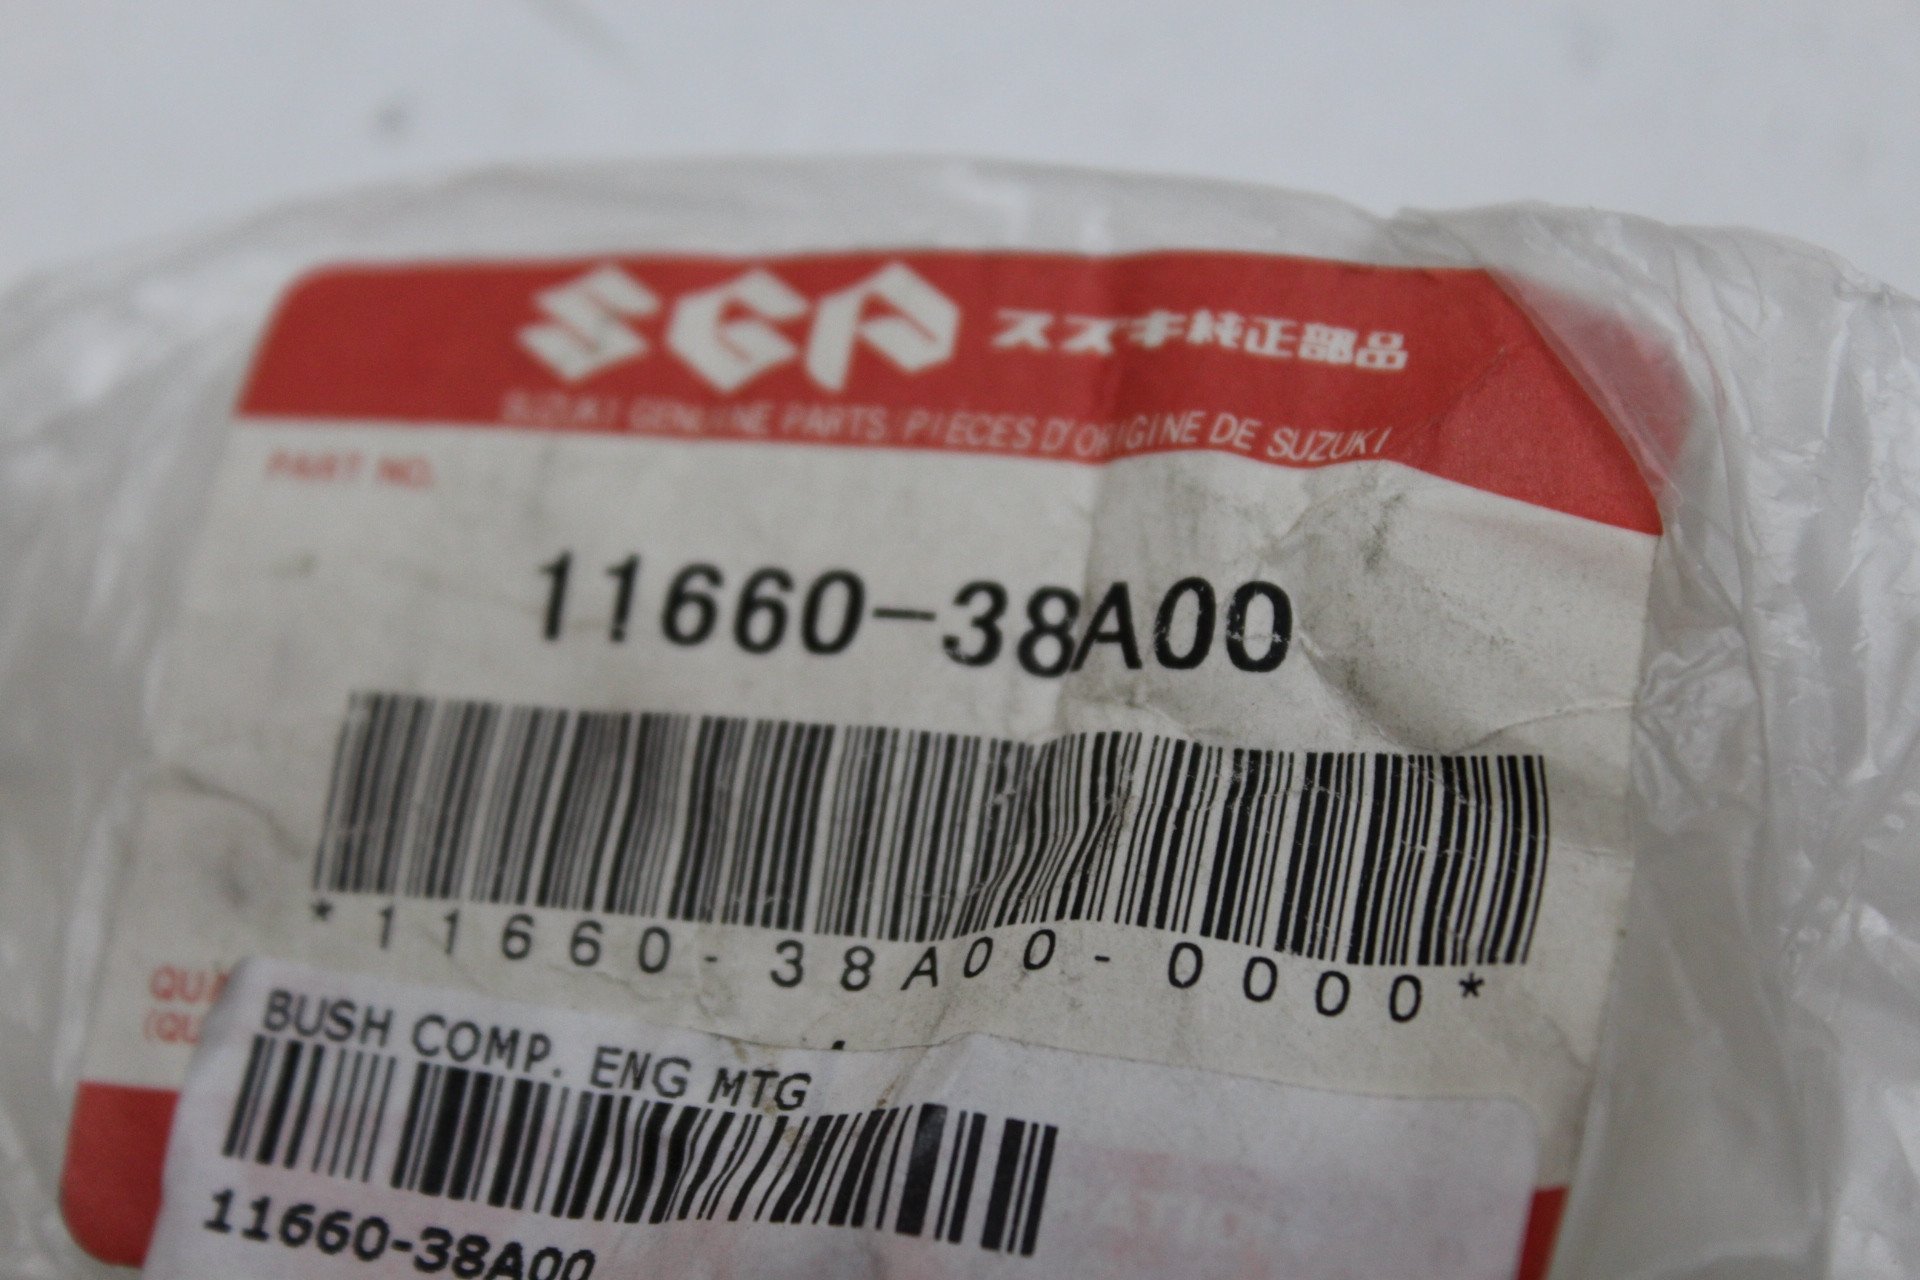 SGP スズキ純正部品
SUZUKI GENUINE PARTS/PIÈCES D'ORIGINE DE SUZUKI
PART NO.
11660-38A00
*11660-38A00-0000*
BUSH COMP. ENG MTG
11660-38A00